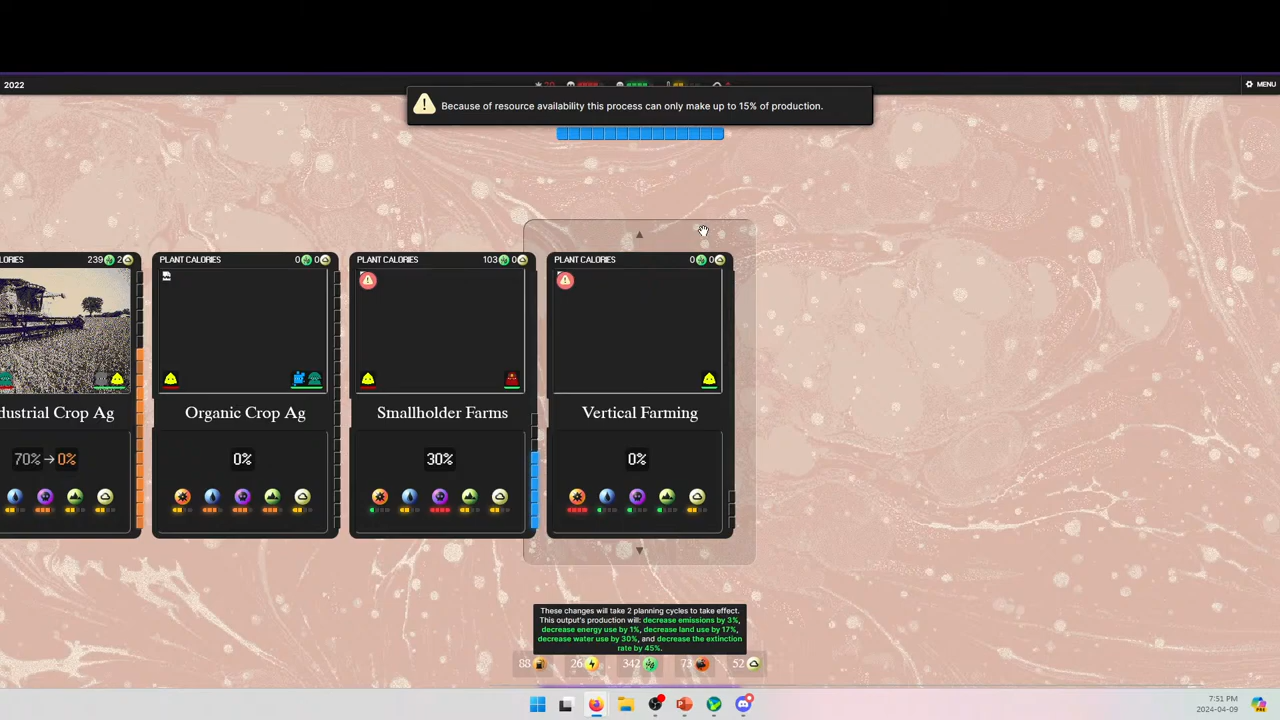 2022
MENU
Because of resource availability this process can only make up to 15% of production.
239 2
PLANT CALORIES 0 0
PLANT CALORIES 103 0
PLANT CALORIES 0 0
dustrial Crop Ag
Organic Crop Ag
Smallholder Farms
Vertical Farming
70% → 0%
0%
30%
0%
These changes will take 2 planning cycles to take effect.
This output's production will: decrease emissions by 3%,
decrease energy use by 1%, decrease land use by 17%,
decrease water use by 30%, and decrease the extinction
rate by 45%.
88 26 342 73 52
7:51 PM
2024-04-09